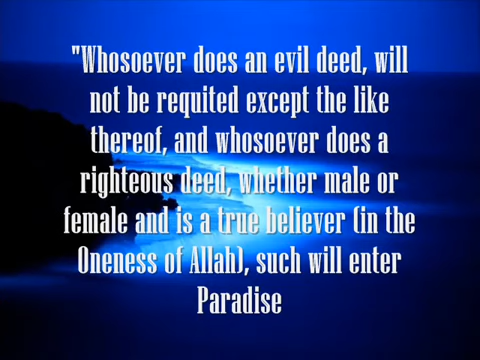 "Whosoever does an evil deed, will
not be requited except the like
thereof, and whosoever does a
righteous deed, whether male or
female and is a true believer (in the
Oneness of Allah), such will enter
Paradise